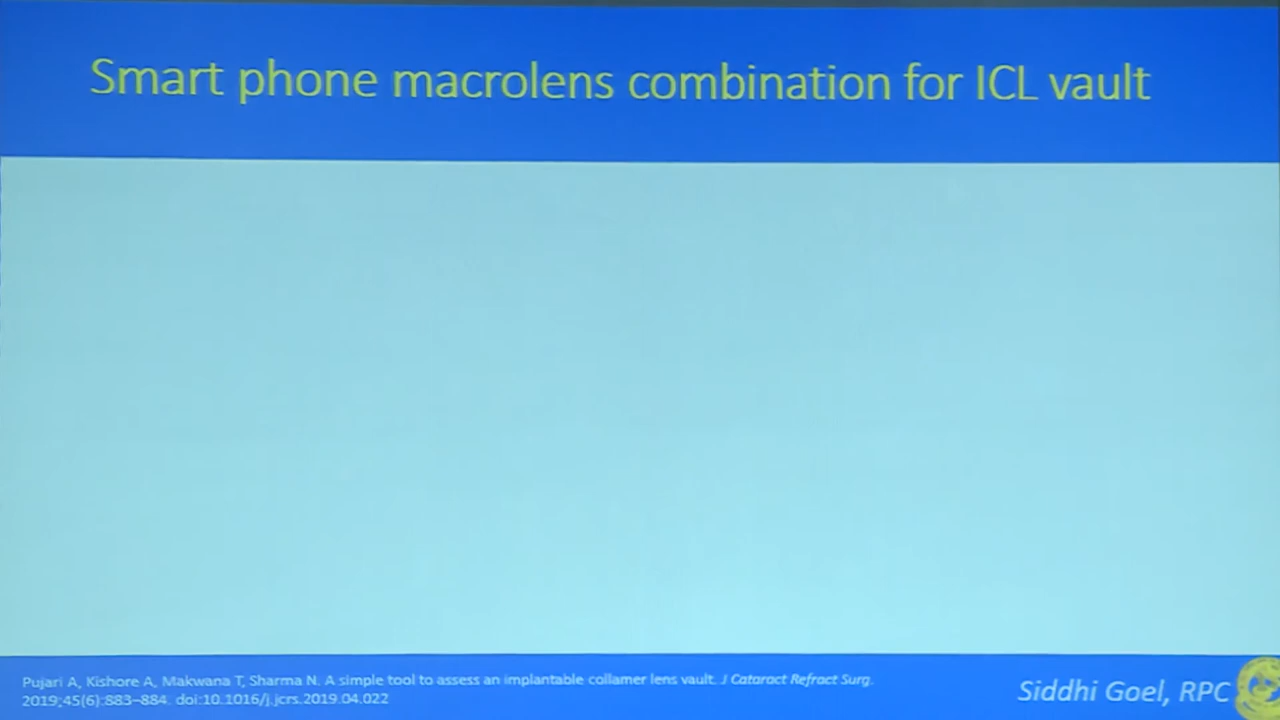 Smart phone macrolens combination for ICL vault
Pujari A, Kishore A, Makwana T, Sharma N. A simple tool to assess an implantable collamer lens vault. J Cataract Refract Surg.
2019;45(6):883–884. doi:10.1016/j.jcrs.2019.04.022
Siddhi Goel, RPC